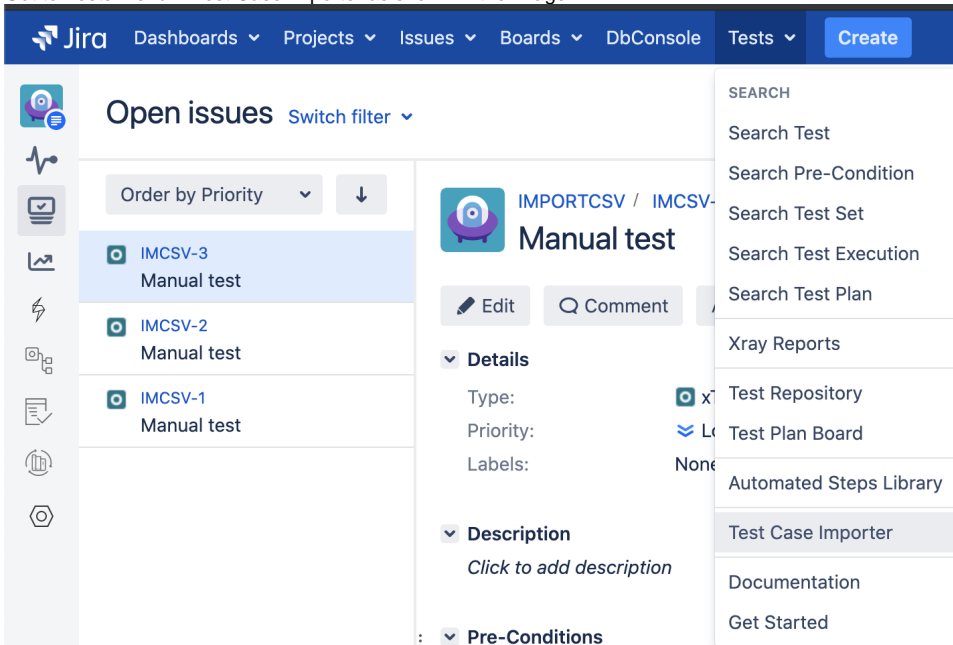 Jira Dashboards Projects Issues Boards DbConsole Tests Create
Open issues Switch filter
Order by Priority
IMCSV-3
Manual test
IMCSV-2
Manual test
IMCSV-1
Manual test
IMPORTCSV / IMCSV-
Manual test
Edit
Comment
Details
Type:
Priority:
Labels: None
Description
Click to add description
: Pre-Conditions
SEARCH
Search Test
Search Pre-Condition
Search Test Set
Search Test Execution
Search Test Plan
Xray Reports
Test Repository
Test Plan Board
Automated Steps Library
Test Case Importer
Documentation
Get Started